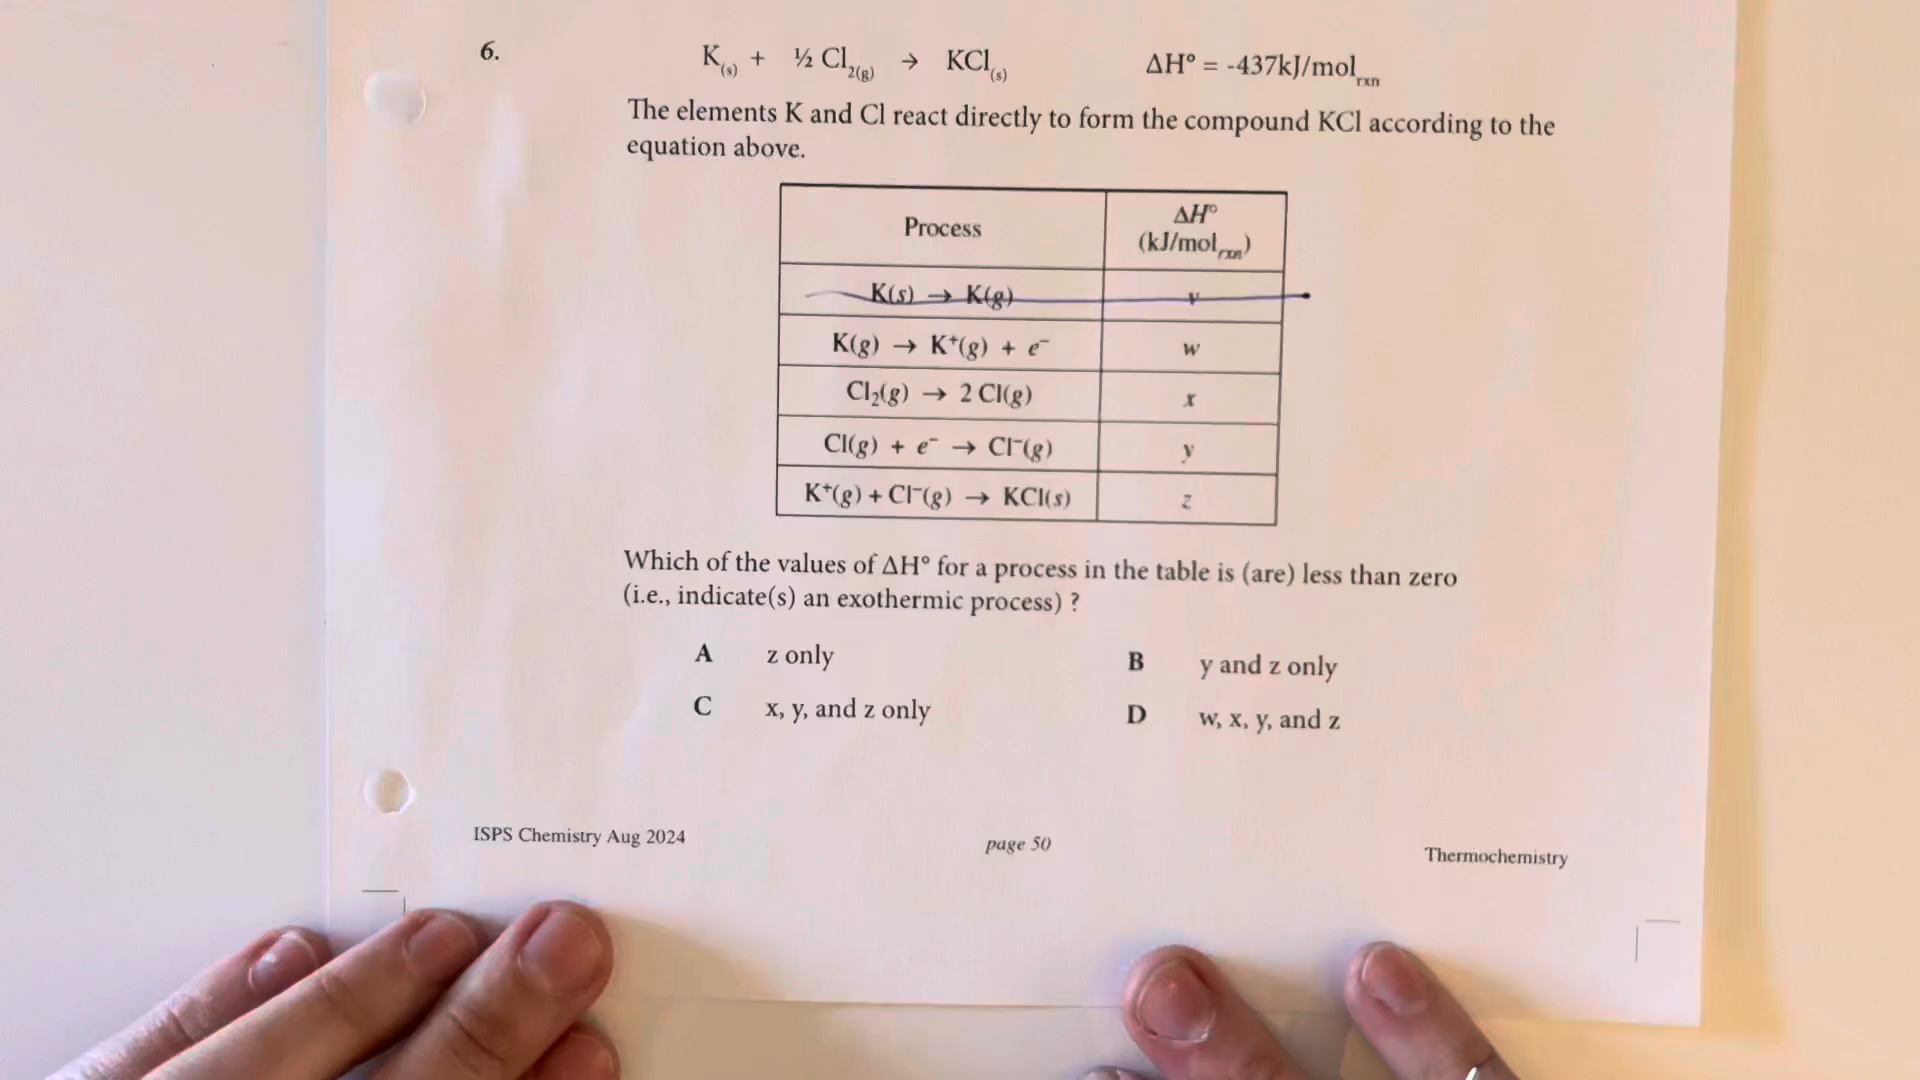 6.
K(s) + ½ Cl2(g) → KCl(s) ΔH° = -437kJ/molrxn
The elements K and Cl react directly to form the compound KCl according to the
equation above.
Process ΔH° (kJ/molrxn)
K(s) → K(g) v
K(g) → K⁺(g) + e⁻ w
Cl₂(g) → 2 Cl(g) x
Cl(g) + e⁻ → Cl⁻(g) y
K⁺(g) + Cl⁻(g) → KCl(s) z
Which of the values of ΔH° for a process in the table is (are) less than zero
(i.e., indicate(s) an exothermic process) ?
A z only B y and z only
C x, y, and z only D w, x, y, and z
ISPS Chemistry Aug 2024 page 50 Thermochemistry